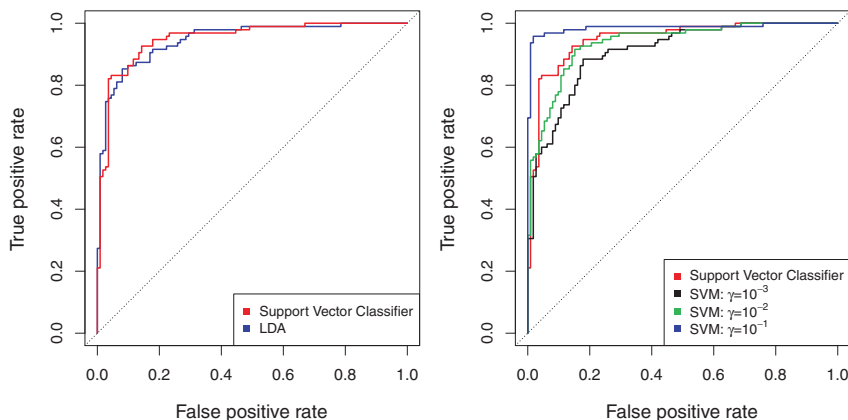 True positive rate
1.0
0.8
0.6
0.4
0.2
0.0
Support Vector Classifier
LDA
0.0 0.2 0.4 0.6 0.8 1.0
False positive rate
True positive rate
1.0
0.8
0.6
0.4
0.2
0.0
Support Vector Classifier
SVM: γ=10⁻³
SVM: γ=10⁻²
SVM: γ=10⁻¹
0.0 0.2 0.4 0.6 0.8 1.0
False positive rate